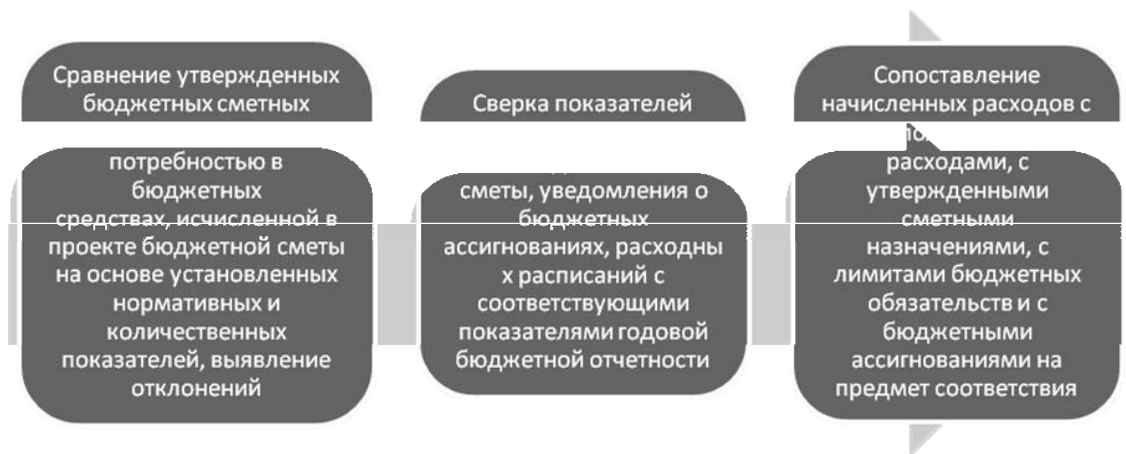 Сравнение утвержденных
бюджетных сметных
потребностью в
бюджетных
средствах, исчисленной в
проекте бюджетной сметы
на основе установленных
нормативных и
количественных
показателей, выявление
отклонений
Сверка показателей
сметы, уведомления о
бюджетных
ассигнованиях, расходны
х расписаний с
соответствующими
показателями годовой
бюджетной отчетности
Сопоставление
начисленных расходов с
расходами, с
утвержденными
сметными
назначениями, с
лимитами бюджетных
обязательств и с
бюджетными
ассигнованиями на
предмет соответствия